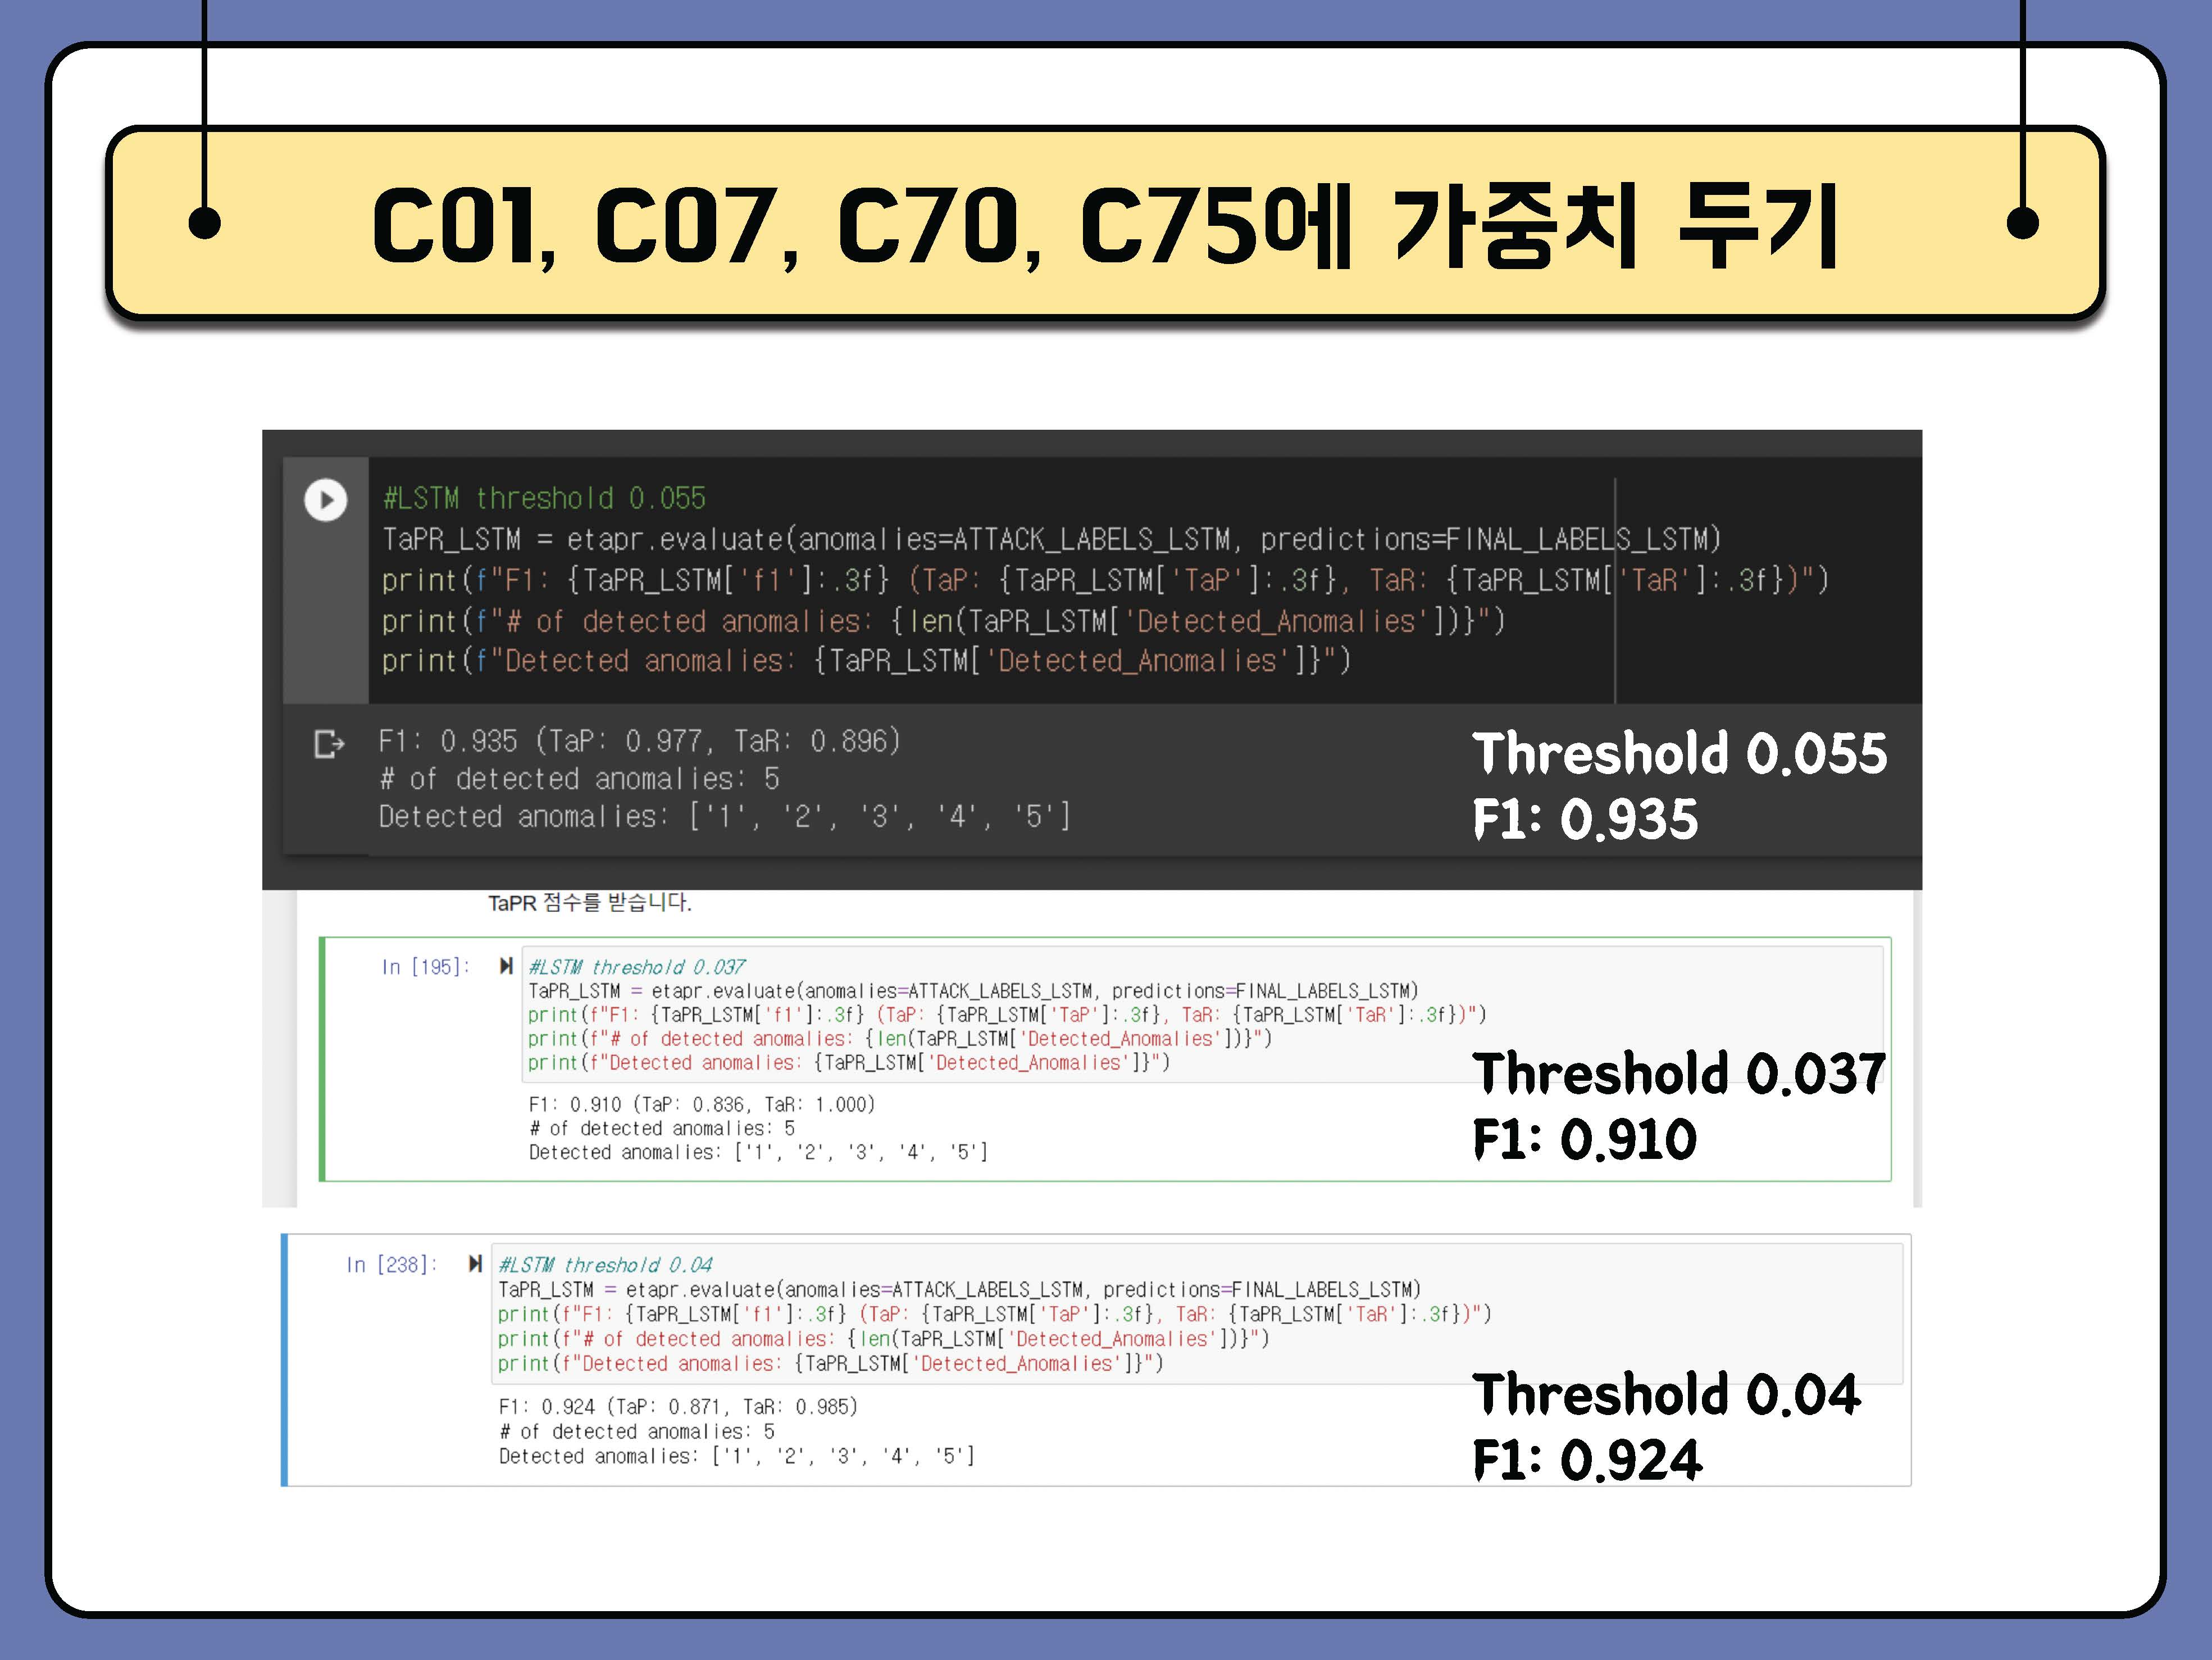 C01, C07, C70, C75에 가중치 두기
#LSTM threshold 0.055
TaPR_LSTM = etapr.evaluate(anomalies=ATTACK_LABELS_LSTM, predictions=FINAL_LABELS_LSTM)
print(f"F1: {TaPR_LSTM['f1']:.3f} (TaP: {TaPR_LSTM['TaP']:.3f}, TaR: {TaPR_LSTM['TaR']:.3f})")
print(f"# of detected anomalies: {len(TaPR_LSTM['Detected_Anomalies'])}")
print(f"Detected anomalies: {TaPR_LSTM['Detected_Anomalies']}")
F1: 0.935 (TaP: 0.977, TaR: 0.896)
# of detected anomalies: 5
Detected anomalies: ['1', '2', '3', '4', '5']
Threshold 0.055
F1: 0.935
TaPR 점수를 받습니다.
In [195]:
#LSTM threshold 0.037
TaPR_LSTM = etapr.evaluate(anomalies=ATTACK_LABELS_LSTM, predictions=FINAL_LABELS_LSTM)
print(f"F1: {TaPR_LSTM['f1']:.3f} (TaP: {TaPR_LSTM['TaP']:.3f}, TaR: {TaPR_LSTM['TaR']:.3f})")
print(f"# of detected anomalies: {len(TaPR_LSTM['Detected_Anomalies'])}")
print(f"Detected anomalies: {TaPR_LSTM['Detected_Anomalies']}")
F1: 0.910 (TaP: 0.836, TaR: 1.000)
# of detected anomalies: 5
Detected anomalies: ['1', '2', '3', '4', '5']
Threshold 0.037
F1: 0.910
In [238]:
#LSTM threshold 0.04
TaPR_LSTM = etapr.evaluate(anomalies=ATTACK_LABELS_LSTM, predictions=FINAL_LABELS_LSTM)
print(f"F1: {TaPR_LSTM['f1']:.3f} (TaP: {TaPR_LSTM['TaP']:.3f}, TaR: {TaPR_LSTM['TaR']:.3f})")
print(f"# of detected anomalies: {len(TaPR_LSTM['Detected_Anomalies'])}")
print(f"Detected anomalies: {TaPR_LSTM['Detected_Anomalies']}")
F1: 0.924 (TaP: 0.871, TaR: 0.985)
# of detected anomalies: 5
Detected anomalies: ['1', '2', '3', '4', '5']
Threshold 0.04
F1: 0.924